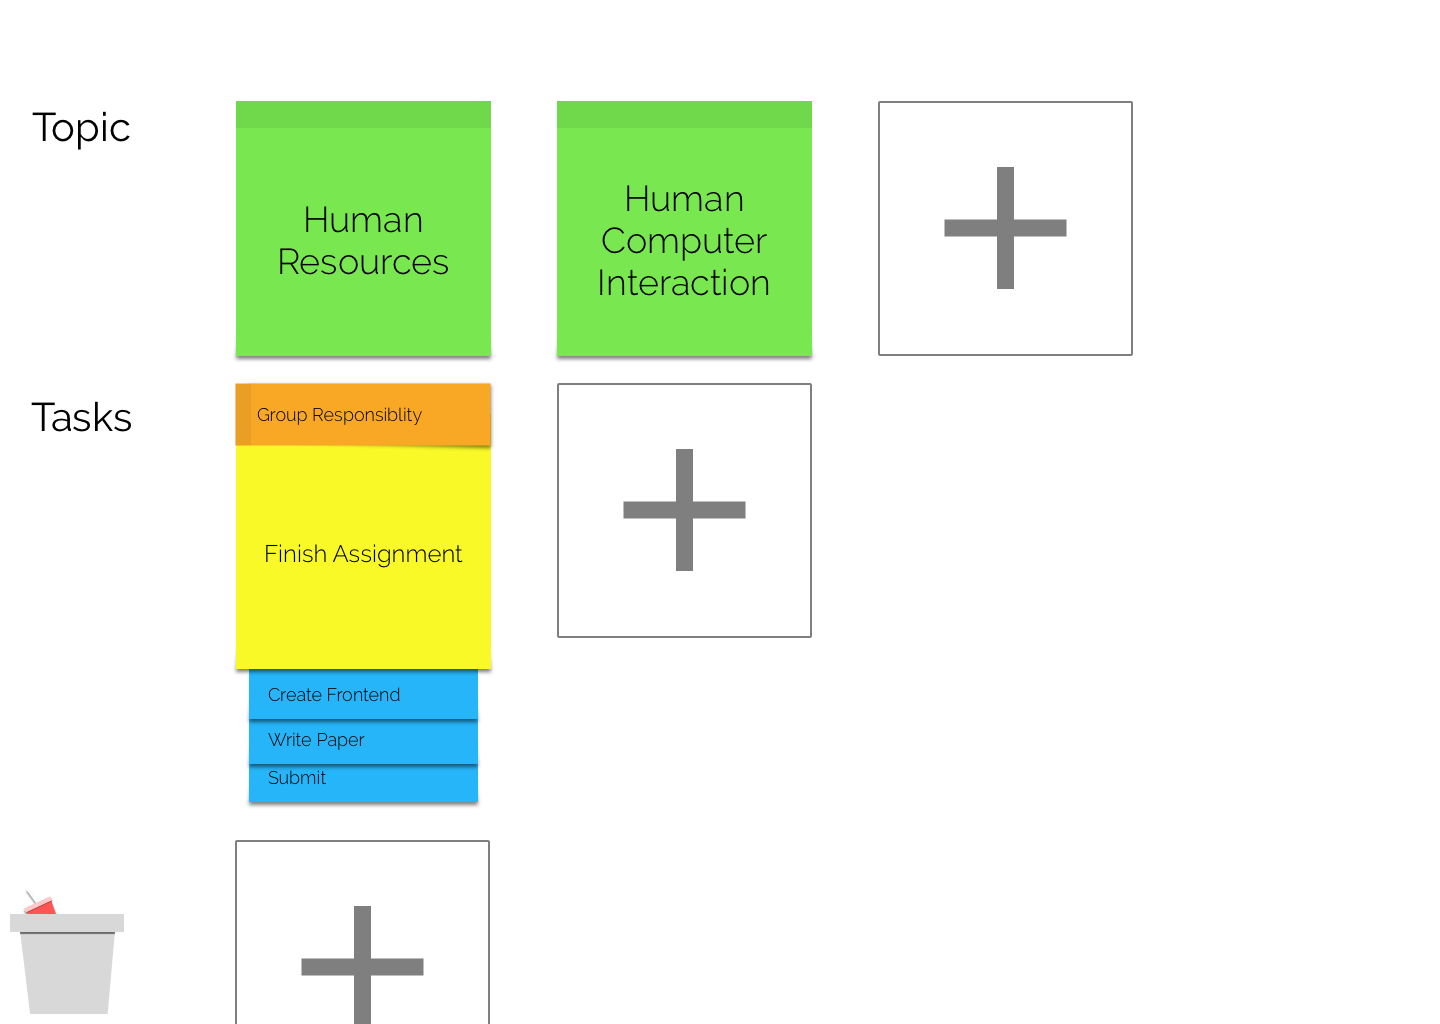 Topic
Human
Resources
Human
Computer
Interaction
Tasks
Group Responsiblity
Finish Assignment
Create Frontend
Write Paper
Submit